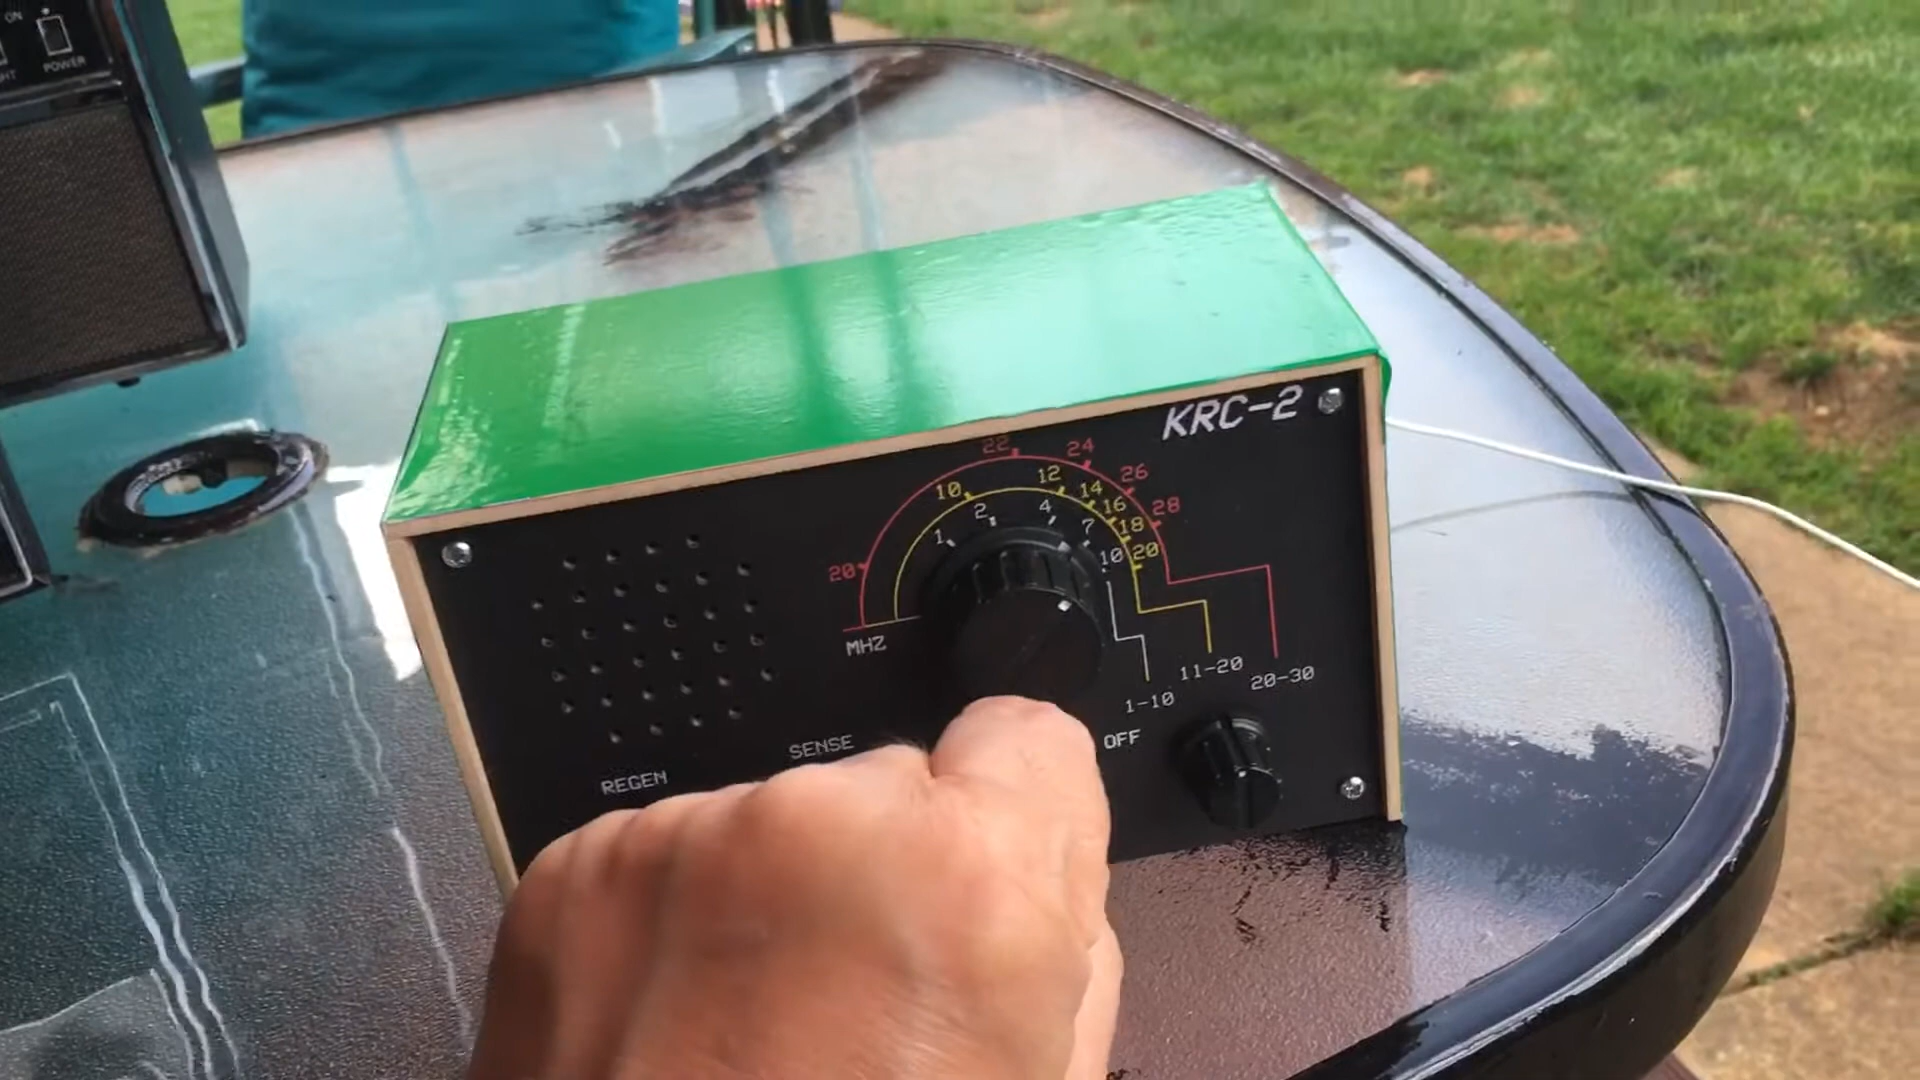 ON
POWER
KRC-2
22 24
12 26
10 14
4 16 28
2 18
1 7
20 10 20
MHZ
11-20
20-30
1-10
OFF
SENSE
REGEN